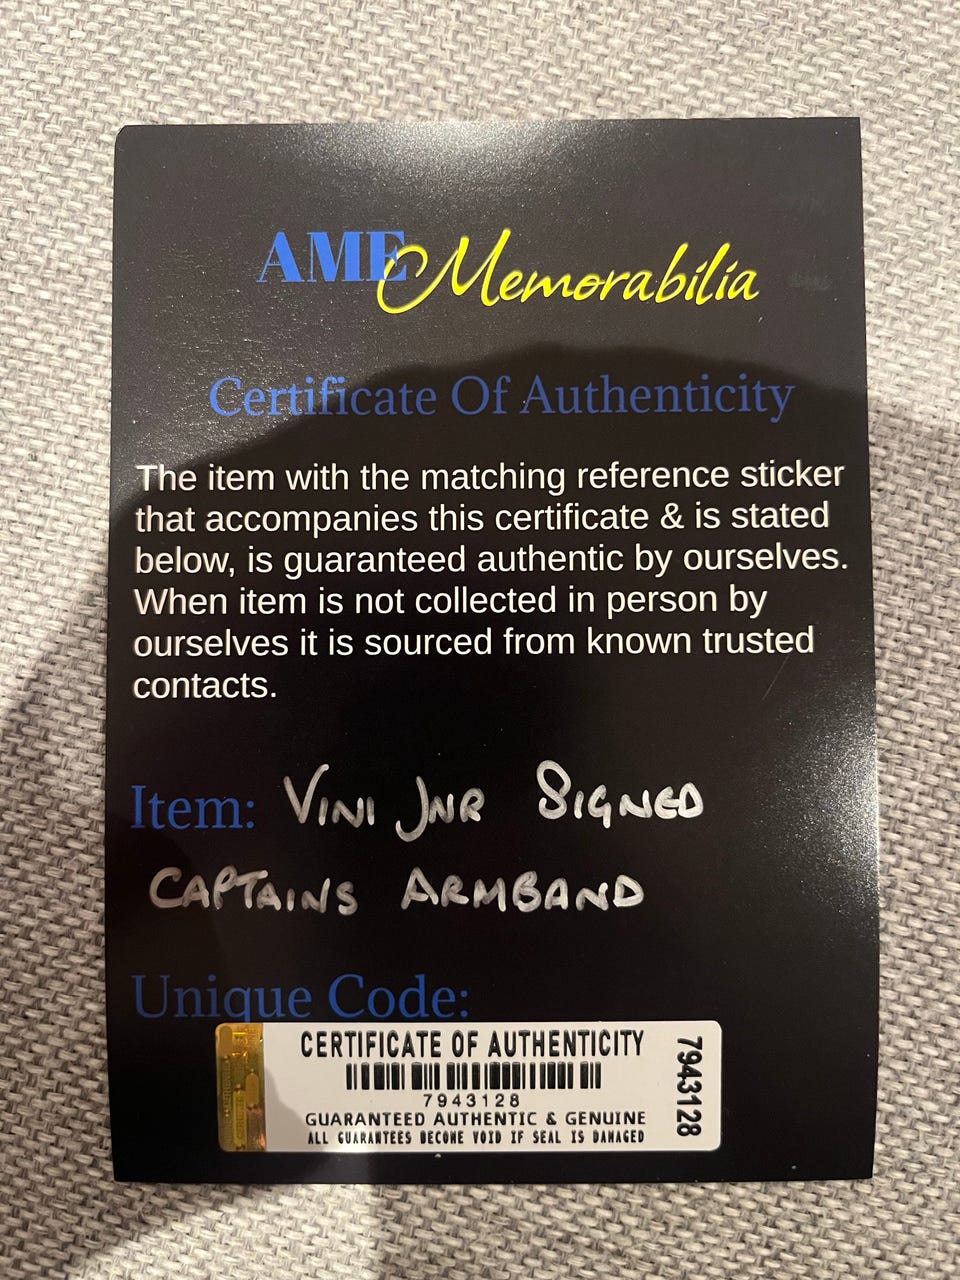 AME Memorabilia
Certificate Of Authenticity
The item with the matching reference sticker
that accompanies this certificate & is stated
below, is guaranteed authentic by ourselves.
When item is not collected in person by
ourselves it is sourced from known trusted
contacts.
Item: VINI JNR SIGNED
CAPTAINS ARMBAND
Unique Code:
CERTIFICATE OF AUTHENTICITY
7943128
GUARANTEED AUTHENTIC & GENUINE
ALL GUARANTEES BECOME VOID IF SEAL IS DAMAGED
7943128